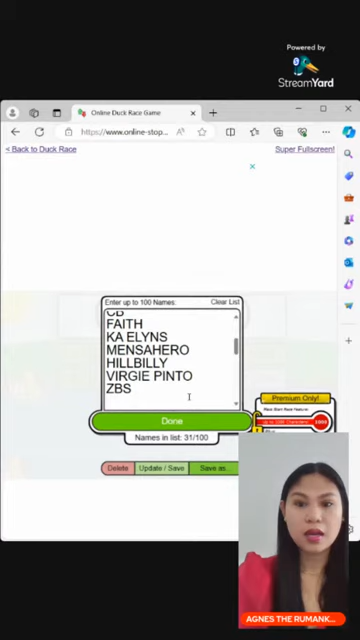 Powered by
StreamYard
Online Duck Race Game
https://www.online-stop...
< Back to Duck Race
Super Fullscreen!
Enter up to 100 Names:
Clear List
CB
FAITH
KA ELYNS
MENSAHERO
HILLBILLY
VIRGIE PINTO
ZBS
Done
Names in list: 31/100
Delete
Update / Save
Save as...
Premium Only!
1000
AGNES THE RUMANK...